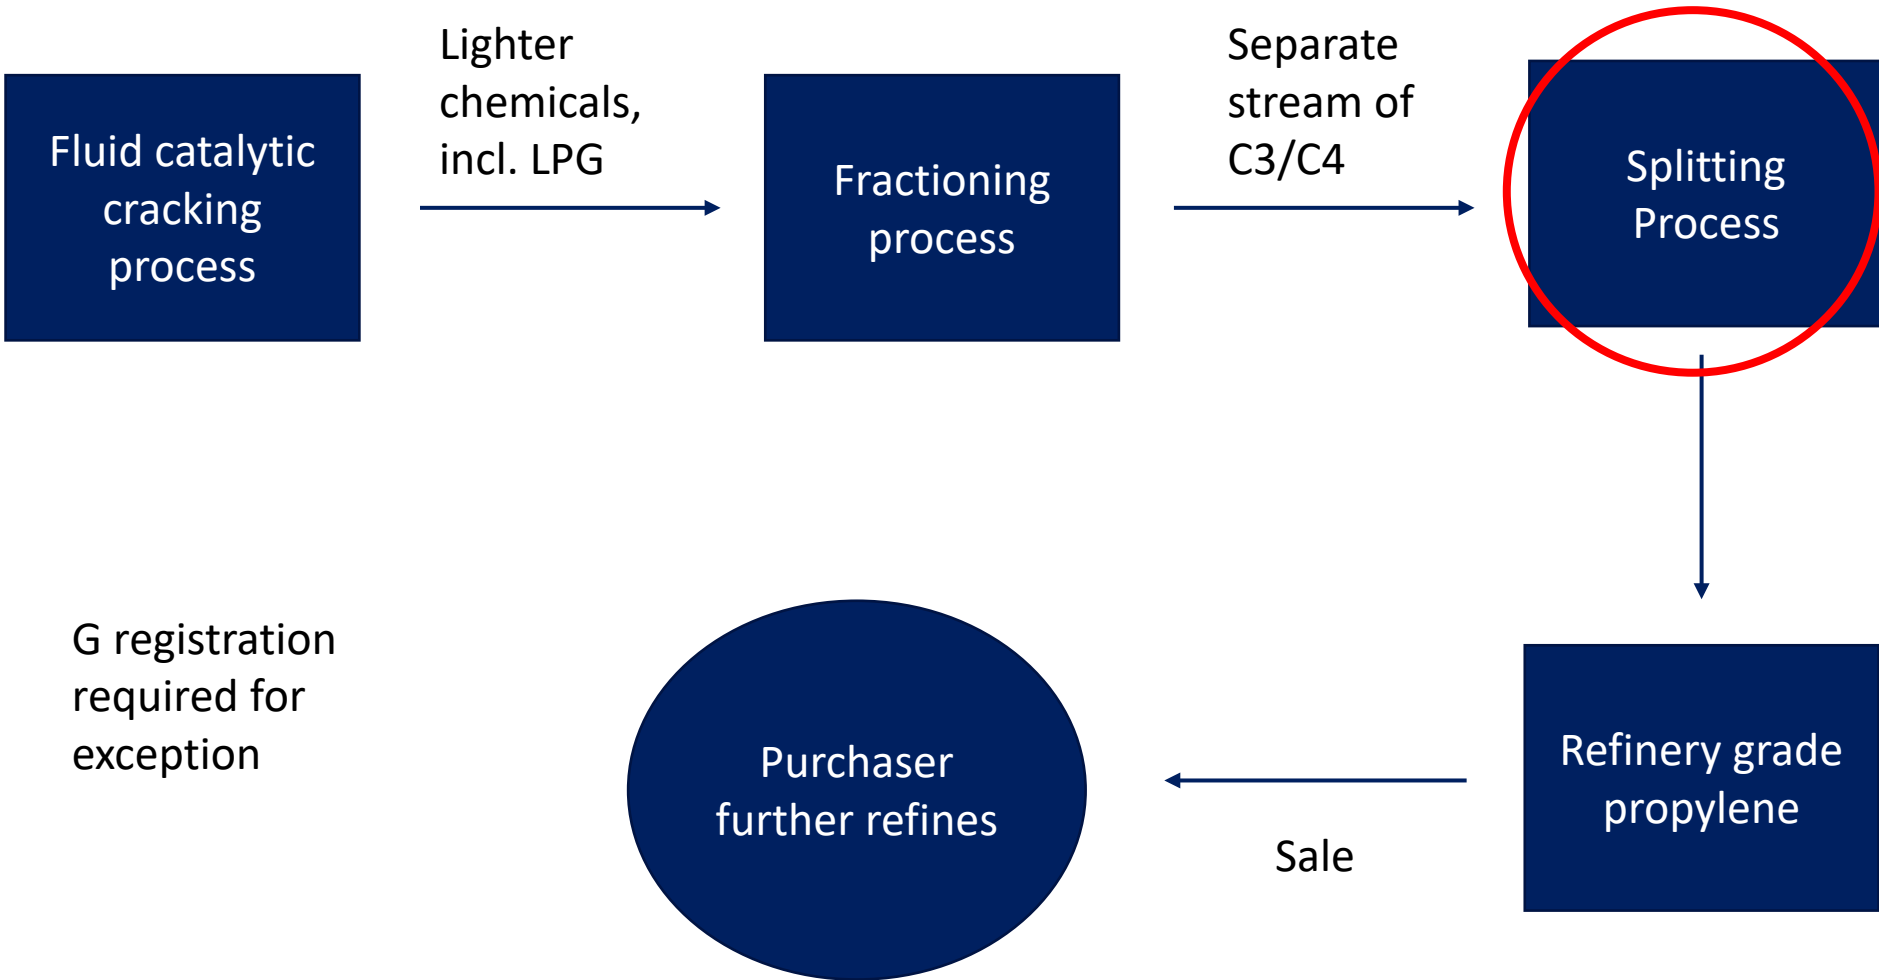 Lighter
chemicals,
incl. LPG
Separate
stream of
C3/C4
Fluid catalytic
cracking
process
Fractioning
process
Splitting
Process
G registration
required for
exception
Purchaser
further refines
Sale
Refinery grade
propylene